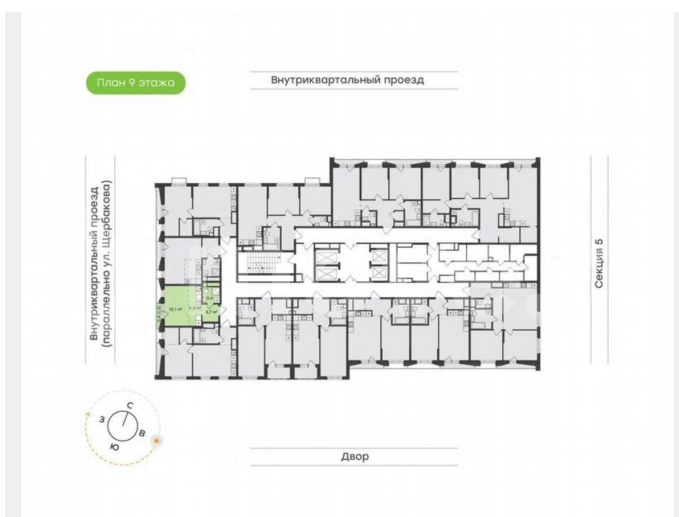 План 9 этажа
Внутриквартальный проезд
Внутриквартальный проезд
(параллельно ул. Щербакова)
Секция 5
С
З
В
Ю
Двор